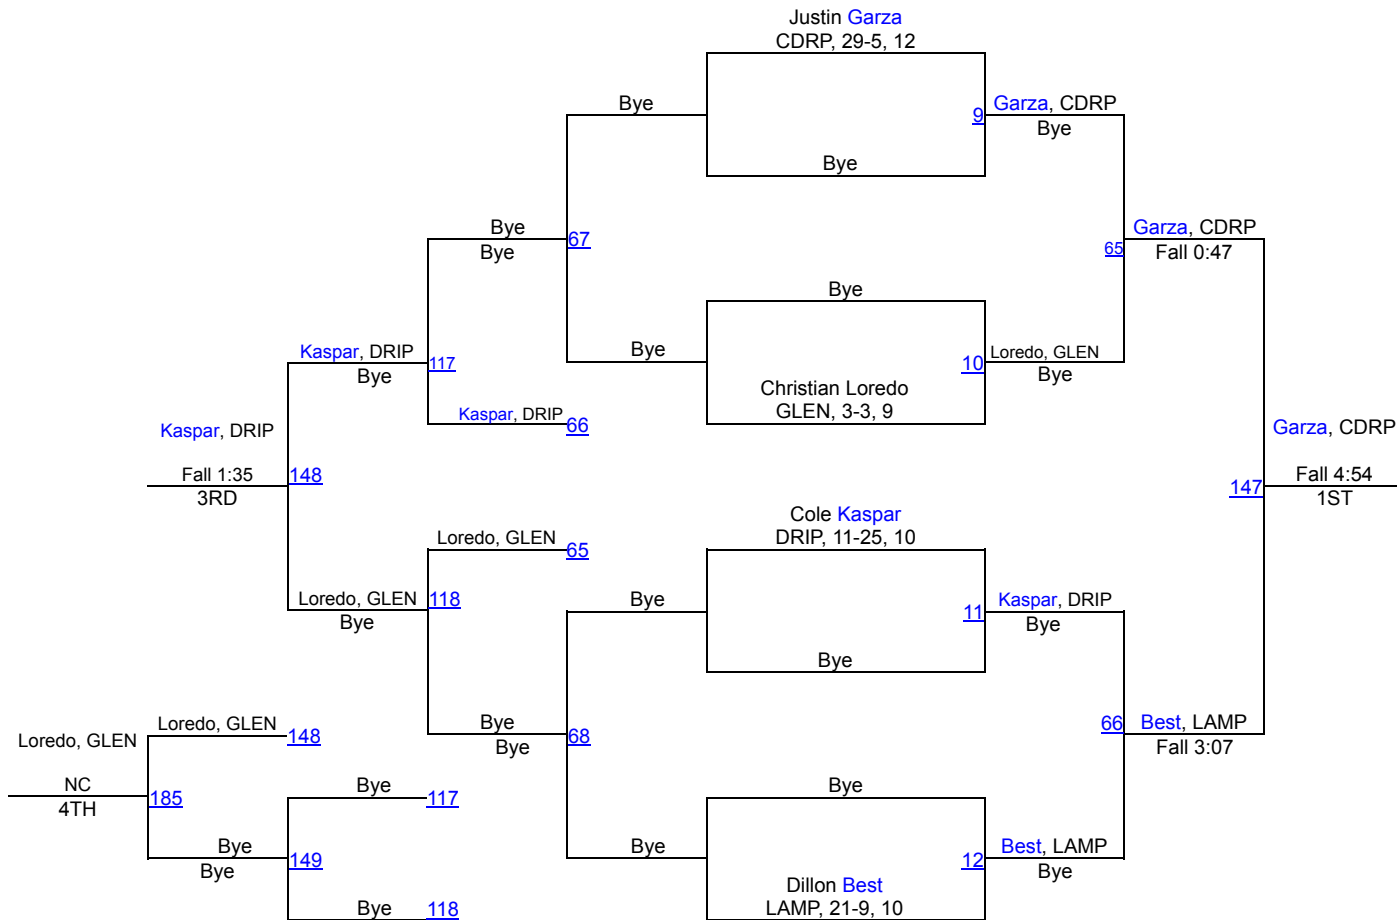 Justin Garza
CDRP, 29-5, 12
Bye
9
Garza, CDRP
Bye
Bye
Bye
Bye
67
65
Garza, CDRP
Fall 0:47
Bye
Kaspar, DRIP
Bye
117
Bye
Christian Loredo
GLEN, 3-3, 9
10
Loredo, GLEN
Bye
Kaspar, DRIP
66
Kaspar, DRIP
Fall 1:35
3RD
148
Garza, CDRP
Fall 4:54
1ST
147
Cole Kaspar
DRIP, 11-25, 10
Loredo, GLEN
65
Loredo, GLEN
Bye
118
Bye
11
Kaspar, DRIP
Bye
Bye
Bye
Bye
68
66
Best, LAMP
Fall 3:07
Loredo, GLEN
148
Loredo, GLEN
NC
4TH
185
Bye
117
Bye
Bye
Bye
149
Bye
12
Best, LAMP
Bye
Dillon Best
LAMP, 21-9, 10
Bye
118